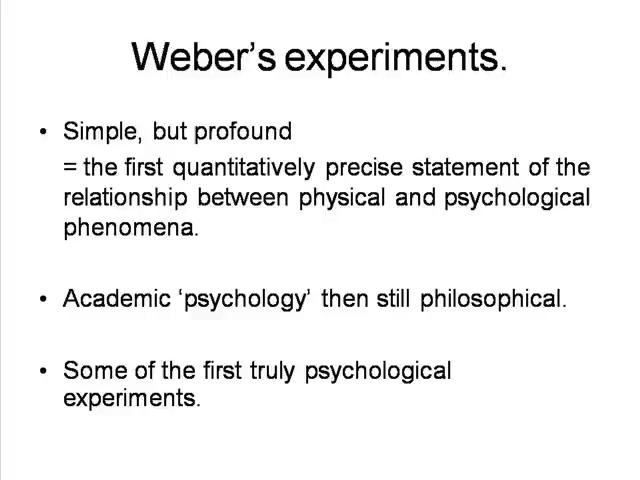 Weber's experiments.
• Simple, but profound
= the first quantitatively precise statement of the
relationship between physical and psychological
phenomena.
• Academic ‘psychology’ then still philosophical.
• Some of the first truly psychological
experiments.